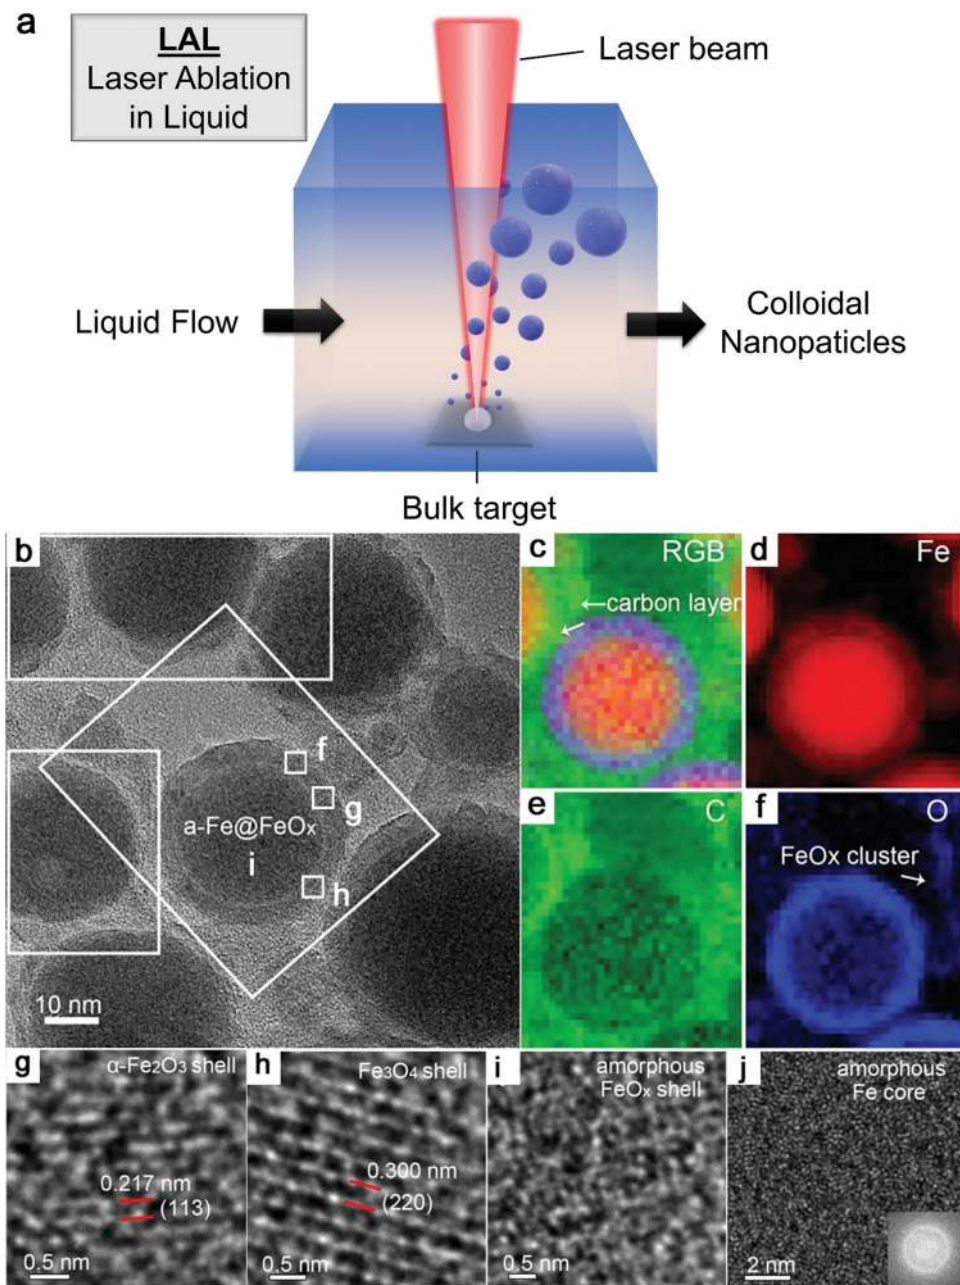 a
LAL
Laser Ablation
in Liquid
Laser beam
Liquid Flow
Colloidal
Nanopaticles
Bulk target
b
f
g
a-Fe@FeOₓ
i
h
10 nm
c
RGB
carbon layer
d
Fe
e
C
f
O
FeOx cluster
g
α-Fe₂O₃ shell
0.217 nm
(113)
0.5 nm
h
Fe₃O₄ shell
0.300 nm
(220)
0.5 nm
i
amorphous
FeOₓ shell
0.5 nm
j
amorphous
Fe core
2 nm